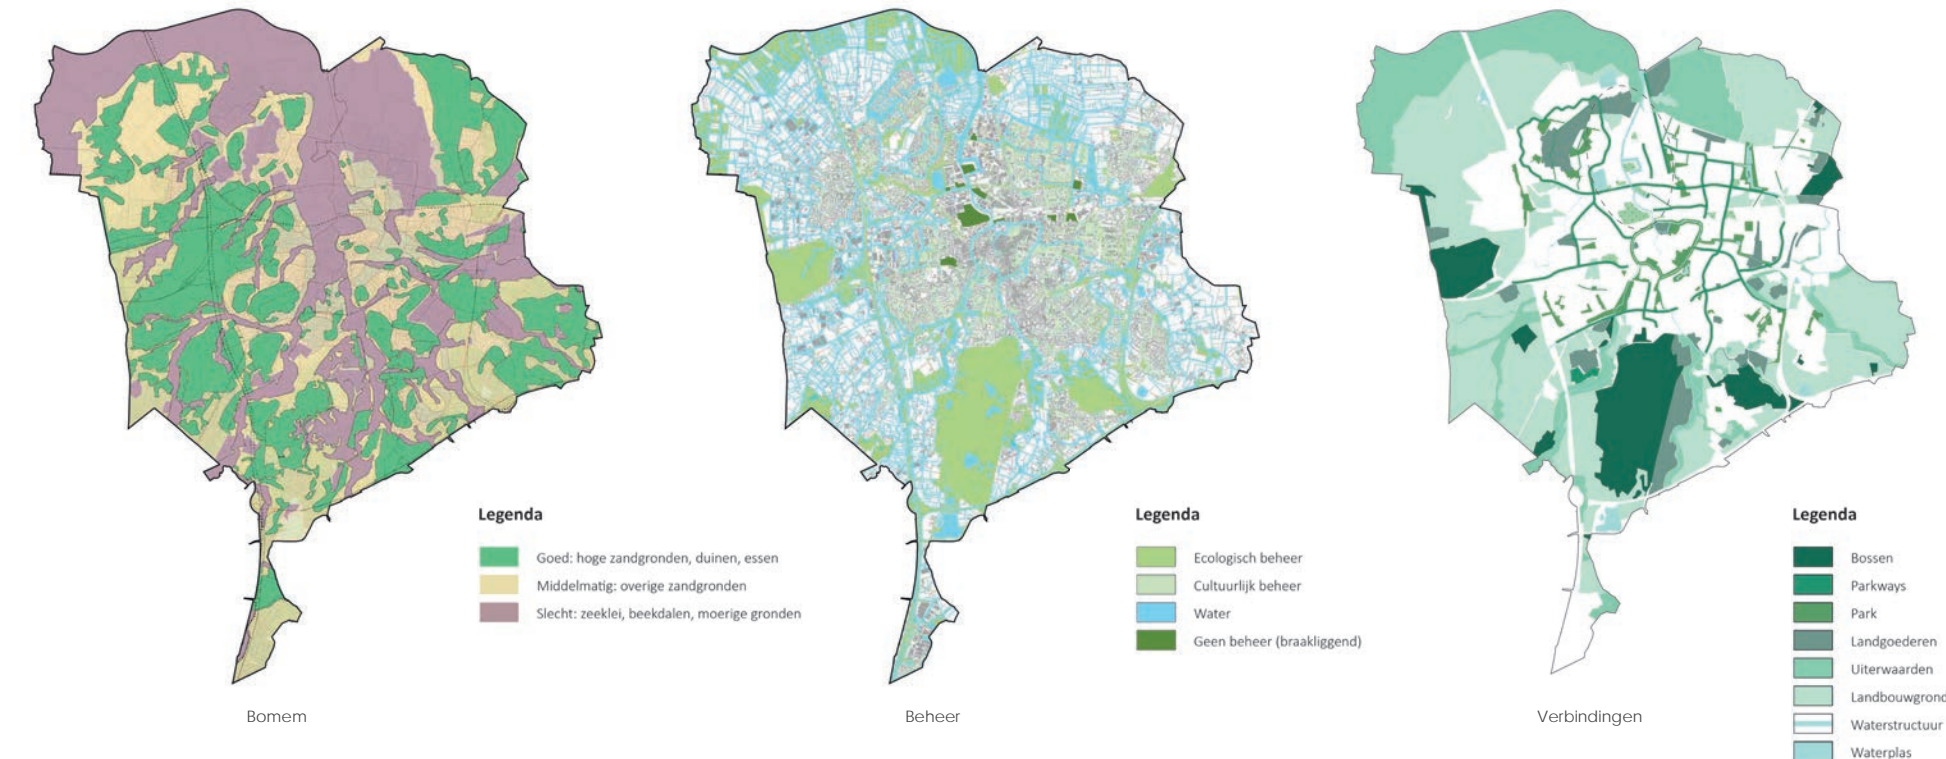 Legenda
Goed: hoge zandgronden, duinen, essen
Middelmatig: overige zandgronden
Slecht: zeeklei, beekdalen, moerige gronden
Bomem
Legenda
Ecologisch beheer
Cultuurlijk beheer
Water
Geen beheer (braakliggend)
Beheer
Legenda
Bossen
Parkways
Park
Landgoederen
Uiterwaarden
Landbouwgrond
Waterstructuur
Waterplas
Verbindingen